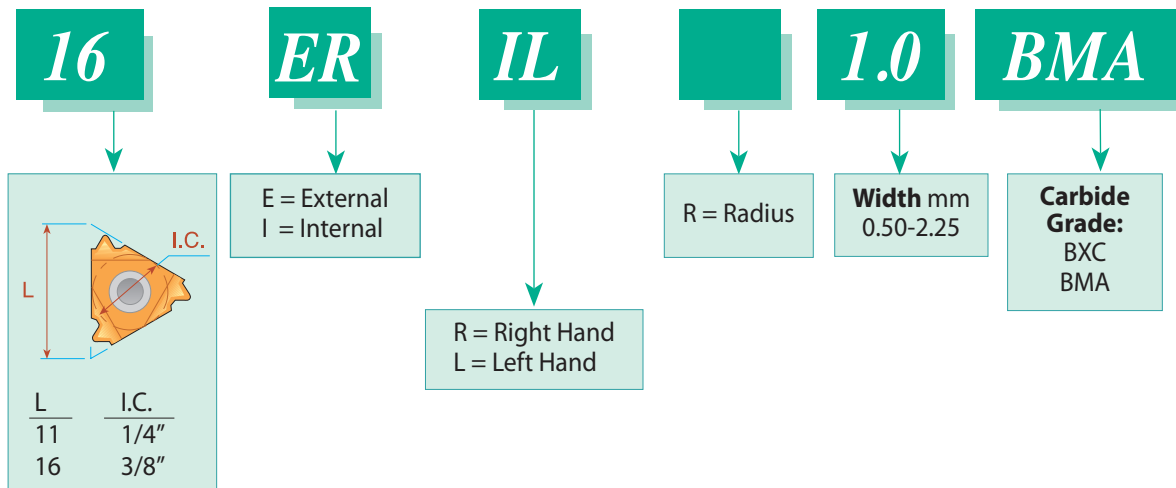 16 ER IL 1.0 BMA
L
I.C.
L I.C.
11 1/4”
16 3/8”
E = External
I = Internal
R = Right Hand
L = Left Hand
R = Radius
Width mm
0.50-2.25
Carbide
Grade:
BXC
BMA